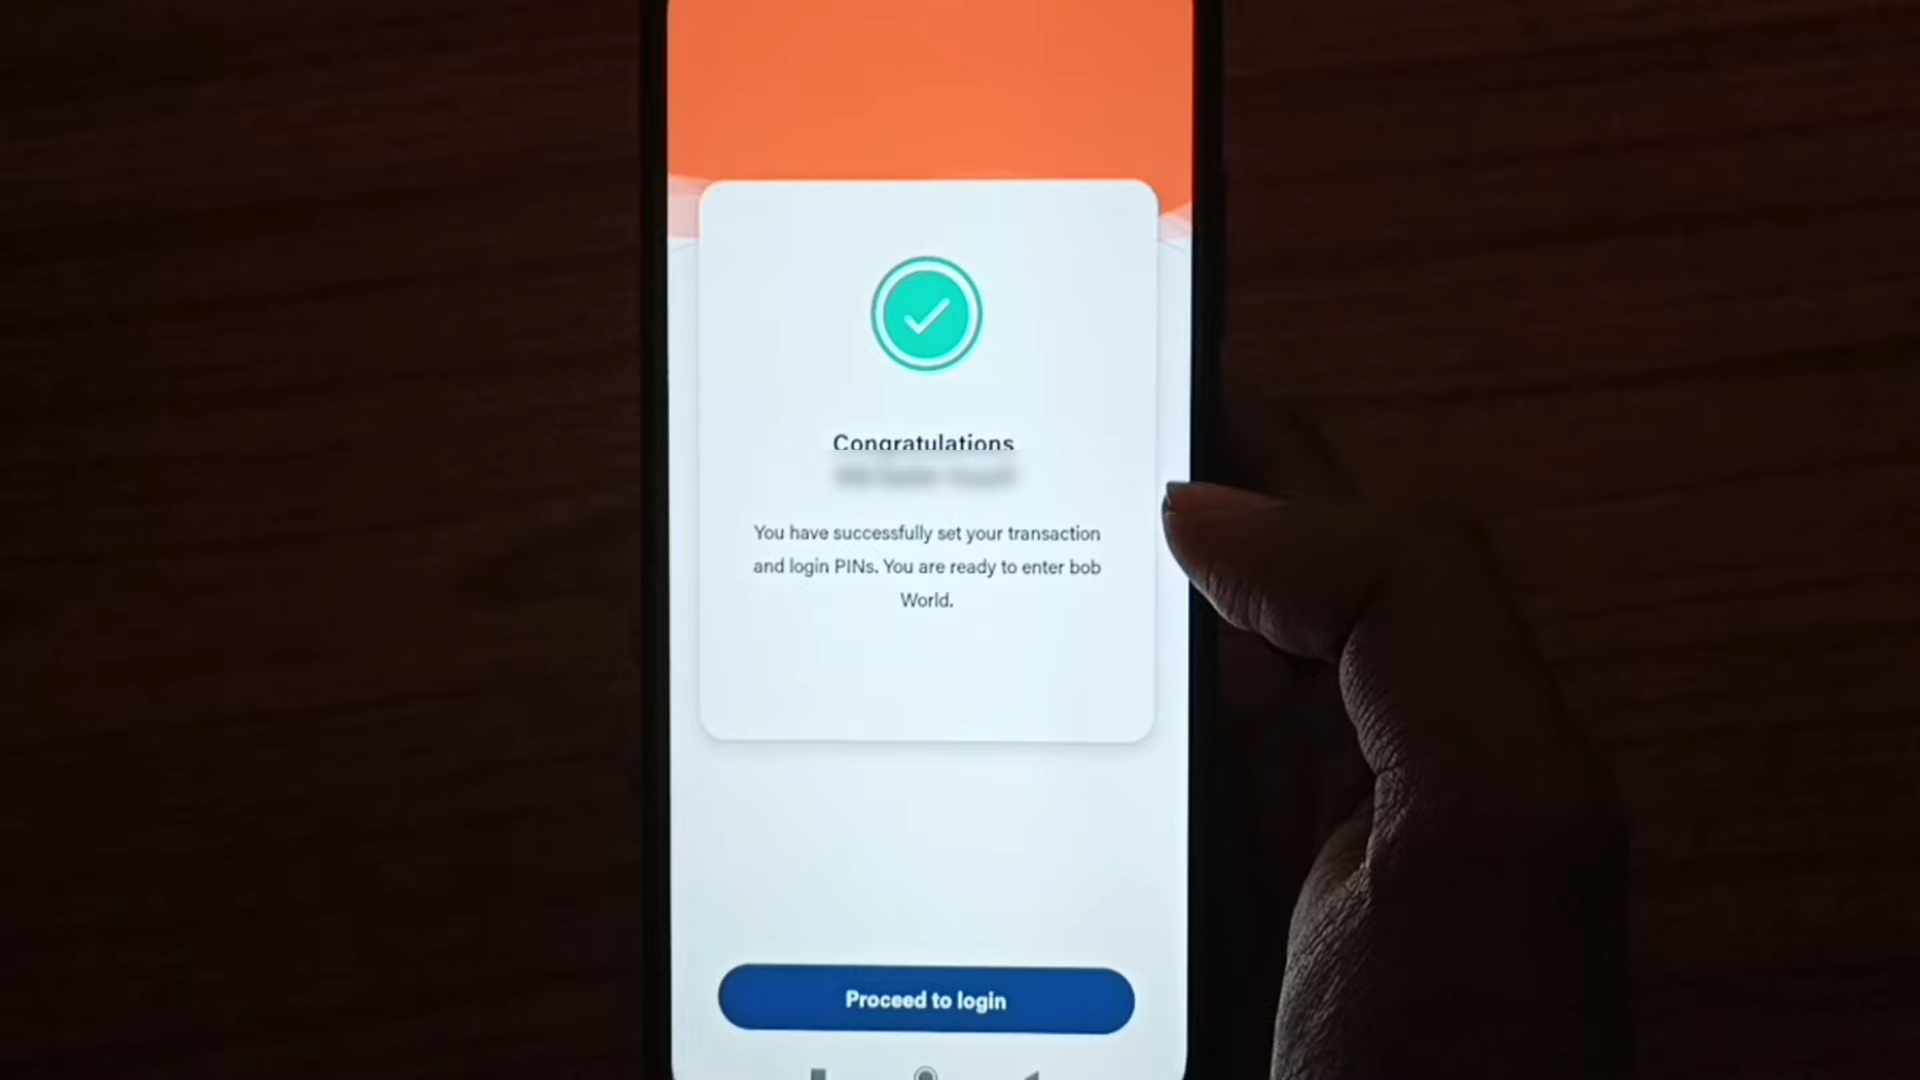 Congratulations
You have successfully set your transaction
and login PINs. You are ready to enter bob
World.
Proceed to login